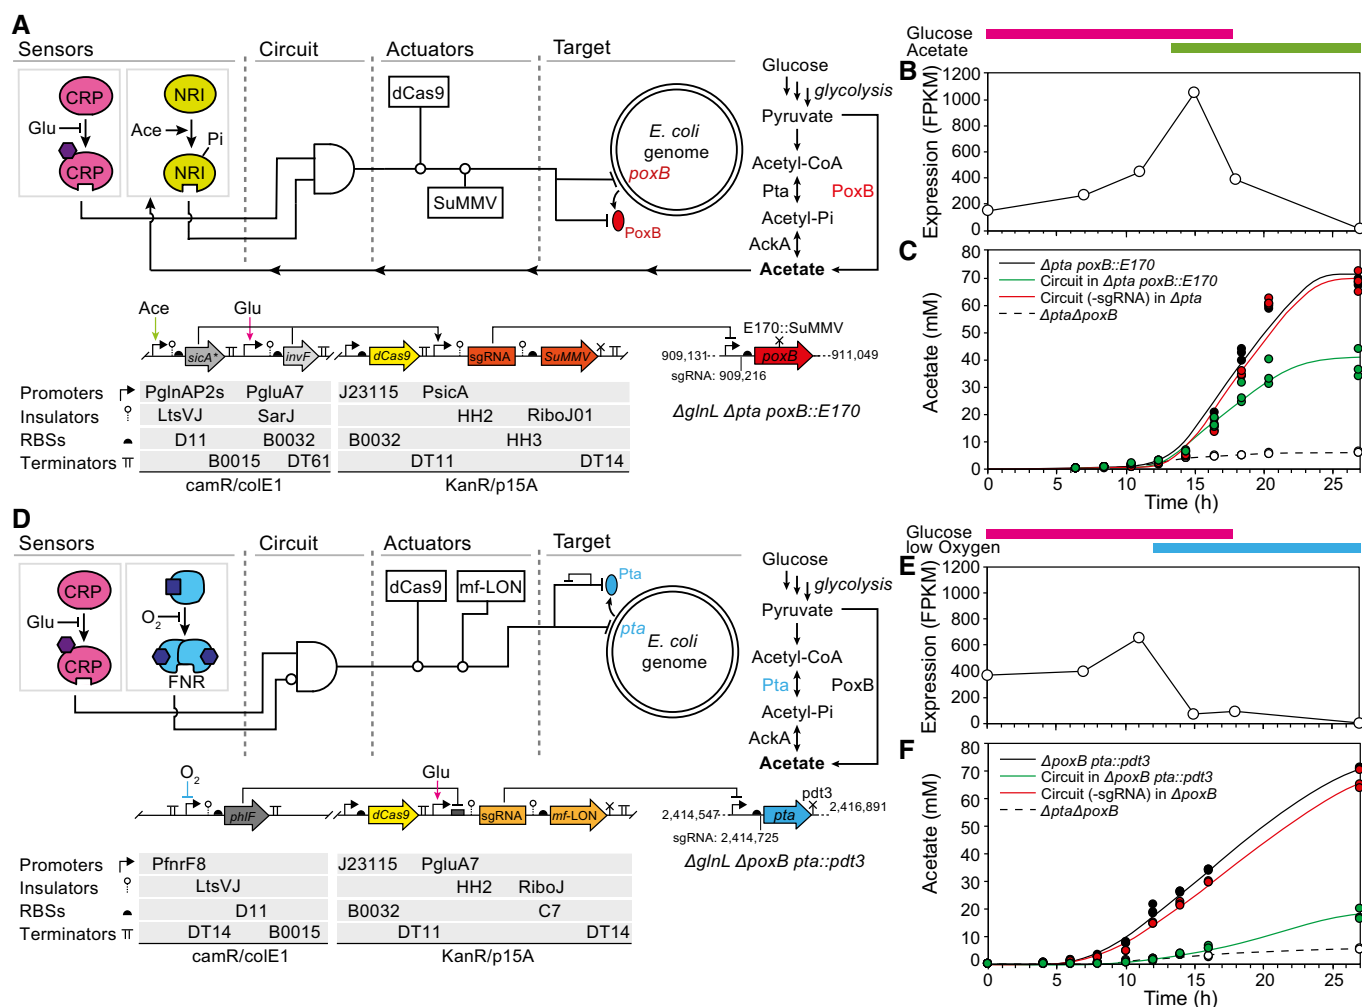 A
Sensors
Circuit
Actuators
Target
CRP
Glu
CRP
NRI
Ace
Pi
NRI
dCas9
SuMMV
E. coli
genome
poxB
PoxB
Glucose
glycolysis
Pyruvate
Acetyl-CoA
Pta
PoxB
Acetyl-Pi
AckA
Acetate
Ace
Glu
sicA*
invF
dCas9
sgRNA
SuMMV
E170::SuMMV
909,131
poxB
911,049
sgRNA: 909,216
ΔglnL Δpta poxB::E170
Promoters
PglnAP2s
PgluA7
J23115
PsicA
Insulators
LtsVJ
SarJ
HH2
RiboJ01
RBSs
D11
B0032
B0032
HH3
Terminators
B0015
DT61
DT11
DT14
camR/colE1
KanR/p15A
Glucose
Acetate
B
Expression (FPKM)
1200
1000
800
600
400
200
0
C
Acetate (mM)
80
70
60
50
40
30
20
10
0
Δpta poxB::E170
Circuit in Δpta poxB::E170
Circuit (-sgRNA) in Δpta
ΔptaΔpoxB
0 5 10 15 20 25
Time (h)
D
Sensors
Circuit
Actuators
Target
CRP
Glu
CRP
O2
FNR
dCas9
mf-LON
Pta
pta
E. coli
genome
Glucose
glycolysis
Pyruvate
Acetyl-CoA
Pta
PoxB
Acetyl-Pi
AckA
Acetate
O2
Glu
phlF
dCas9
sgRNA
mf-LON
pdt3
2,414,547
pta
2,416,891
sgRNA: 2,414,725
ΔglnL ΔpoxB pta::pdt3
Promoters
PfnrF8
J23115
PgluA7
Insulators
LtsVJ
HH2
RiboJ
RBSs
D11
B0032
C7
Terminators
DT14
B0015
DT11
DT14
camR/colE1
KanR/p15A
Glucose
low Oxygen
E
Expression (FPKM)
1200
1000
800
600
400
200
0
F
Acetate (mM)
80
70
60
50
40
30
20
10
0
ΔpoxB pta::pdt3
Circuit in ΔpoxB pta::pdt3
Circuit (-sgRNA) in ΔpoxB
ΔptaΔpoxB
0 5 10 15 20 25
Time (h)